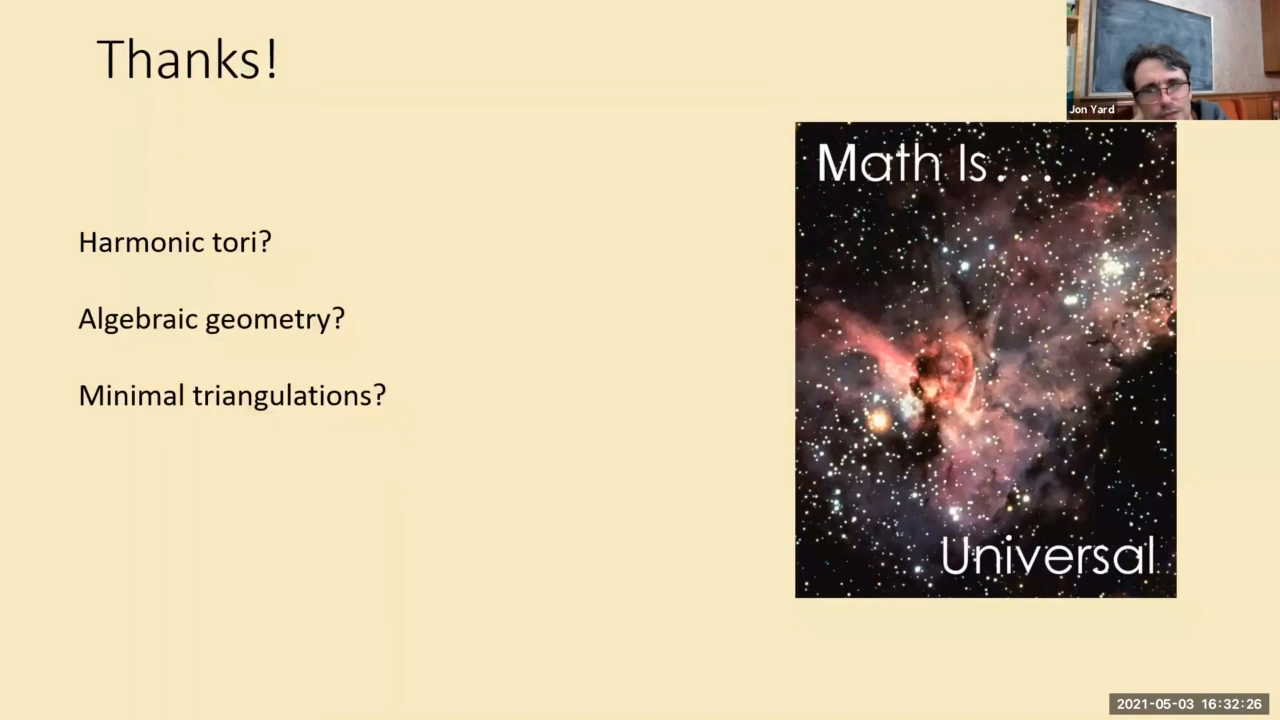 Thanks!
Jon Yard
Math Is...
Harmonic tori?
Algebraic geometry?
Minimal triangulations?
Universal
2021-05-03 16:32:26